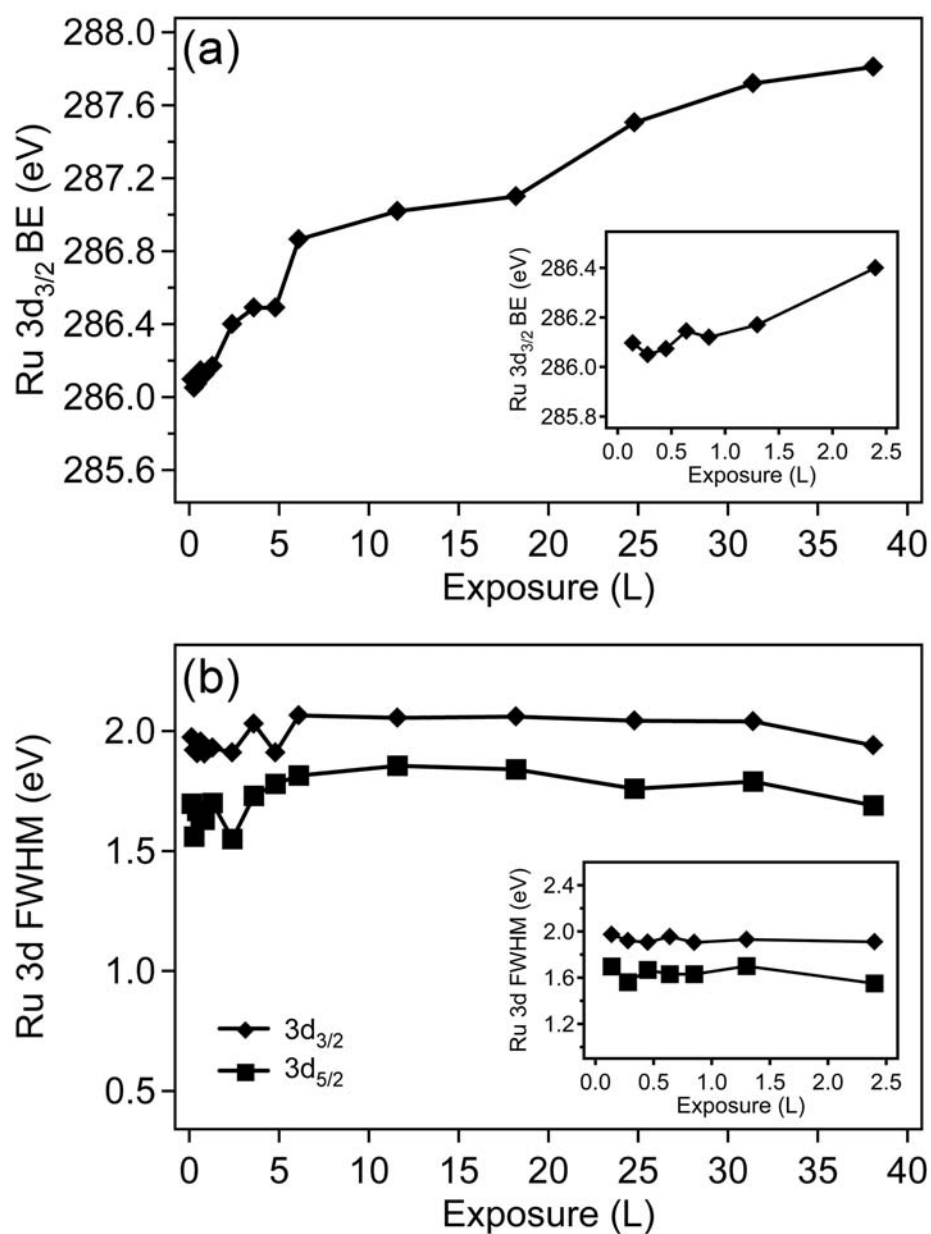 (a)
Ru 3d3/2 BE (eV)
288.0
287.6
287.2
286.8
286.4
286.0
285.6
0 5 10 15 20 25 30 35 40
Exposure (L)
Ru 3d3/2 BE (eV)
286.4
286.2
286.0
285.8
0.0 0.5 1.0 1.5 2.0 2.5
Exposure (L)
(b)
Ru 3d FWHM (eV)
2.0
1.5
1.0
0.5
3d3/2
3d5/2
0 5 10 15 20 25 30 35 40
Exposure (L)
Ru 3d FWHM (eV)
2.4
2.0
1.6
1.2
0.0 0.5 1.0 1.5 2.0 2.5
Exposure (L)